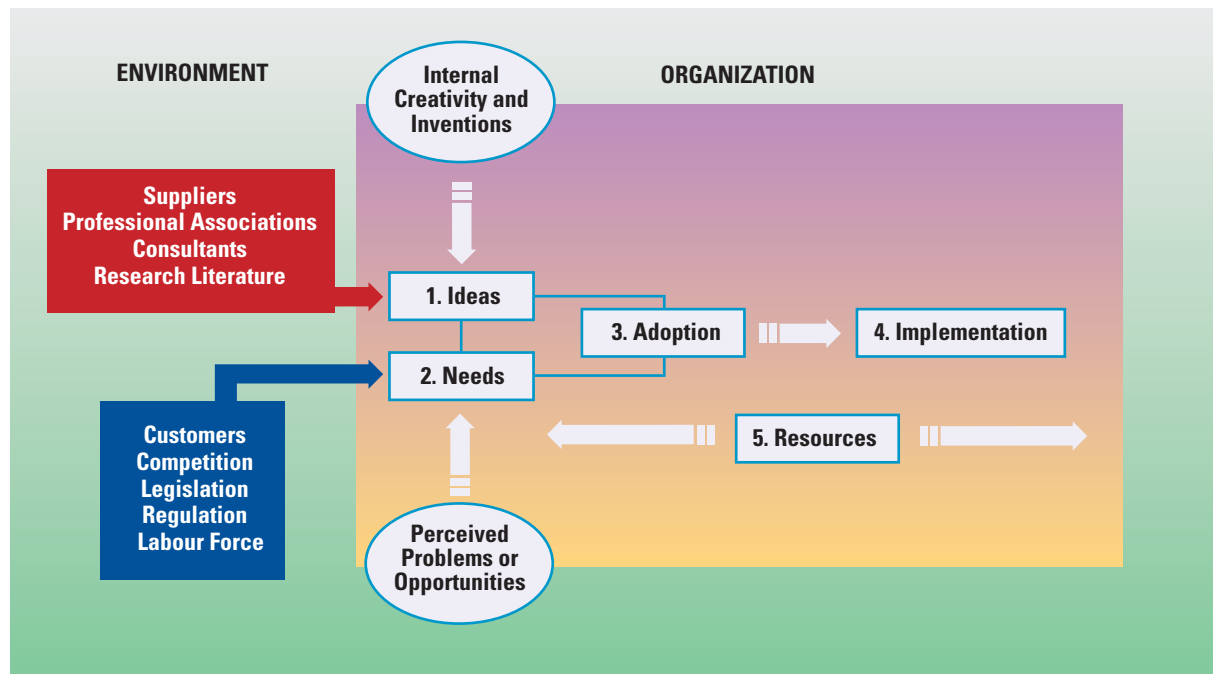 ENVIRONMENT
ORGANIZATION
Internal
Creativity and
Inventions
Suppliers
Professional Associations
Consultants
Research Literature
1. Ideas
3. Adoption
4. Implementation
2. Needs
Customers
Competition
Legislation
Regulation
Labour Force
5. Resources
Perceived
Problems or
Opportunities